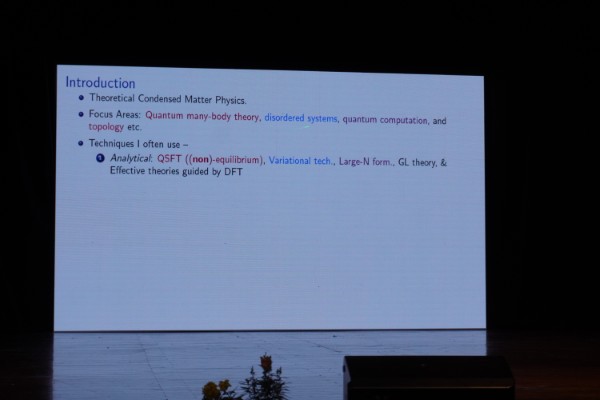 Introduction
Theoretical Condensed Matter Physics.
Focus Areas: Quantum many-body theory, disordered systems, quantum computation, and
topology etc.
Techniques I often use –
1 Analytical: QSFT ((non)-equilibrium), Variational tech., Large-N form., GL theory, &
Effective theories guided by DFT